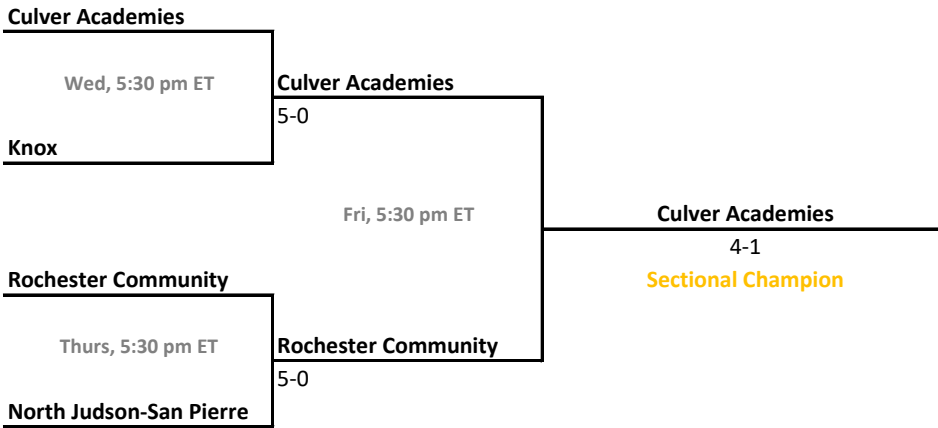 Culver Academies
Wed, 5:30 pm ET
Culver Academies
5-0
Knox
Fri, 5:30 pm ET
Culver Academies
4-1
Sectional Champion
Rochester Community
Thurs, 5:30 pm ET
Rochester Community
5-0
North Judson-San Pierre